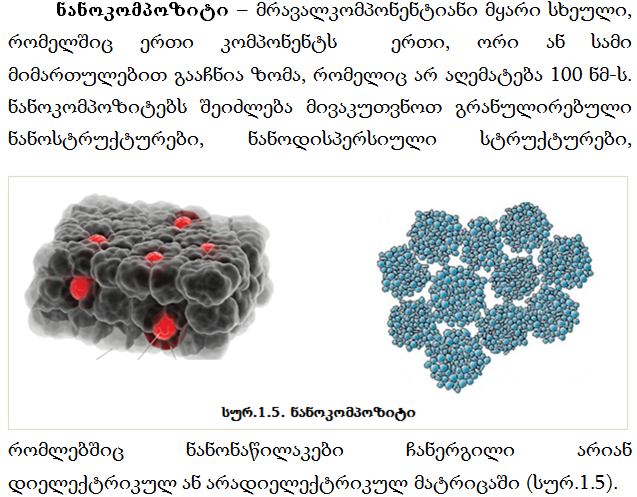 ნანოკომპოზიტი – მრავალკომპონენტიანი მყარი სხეული,
რომელშიც ერთი კომპონენტს ერთი, ორი ან სამი
მიმართულებით გააჩნია ზომა, რომელიც არ აღემატება 100 ნმ-ს.
ნანოკომპოზიტებს შეიძლება მივაკუთვნოთ გრანულირებული
ნანოსტრუქტურები, ნანოდისპერსიული სტრუქტურები,
სურ.1.5. ნანოკომპოზიტი
რომლებშიც ნანონაწილაკები ჩანერგილი არიან
დიელექტრიკულ ან არადიელექტრიკულ მატრიცაში (სურ.1.5).